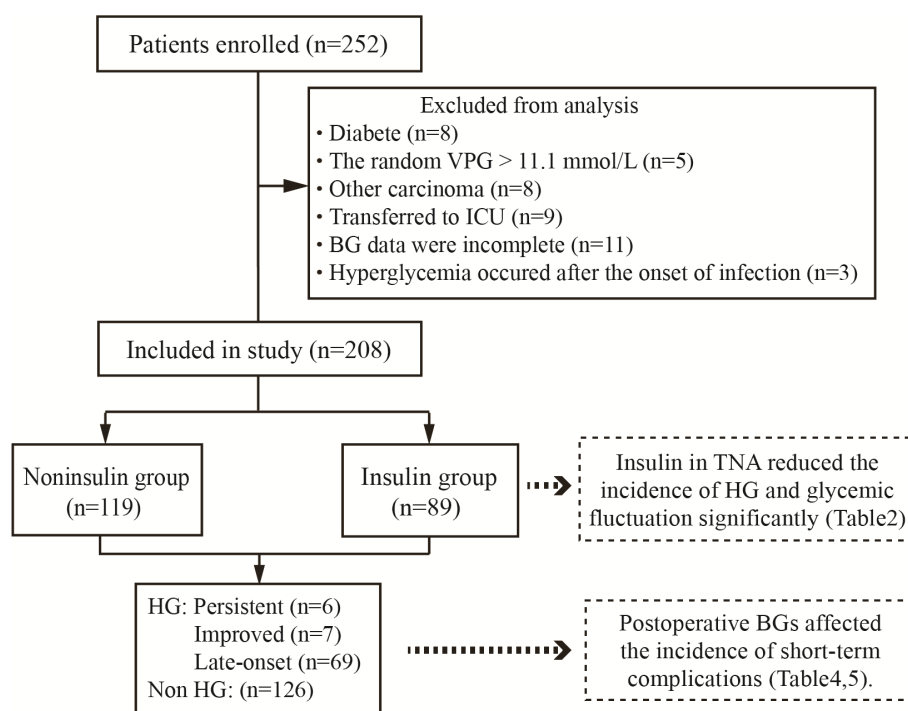 Patients enrolled (n=252)
Excluded from analysis
· Diabete (n=8)
· The random VPG > 11.1 mmol/L (n=5)
· Other carcinoma (n=8)
· Transferred to ICU (n=9)
· BG data were incomplete (n=11)
· Hyperglycemia occured after the onset of infection (n=3)
Included in study (n=208)
Noninsulin group
(n=119)
Insulin group
(n=89)
Insulin in TNA reduced the
incidence of HG and glycemic
fluctuation significantly (Table2)
HG: Persistent (n=6)
Improved (n=7)
Late-onset (n=69)
Non HG: (n=126)
Postoperative BGs affected
the incidence of short-term
complications (Table4,5).